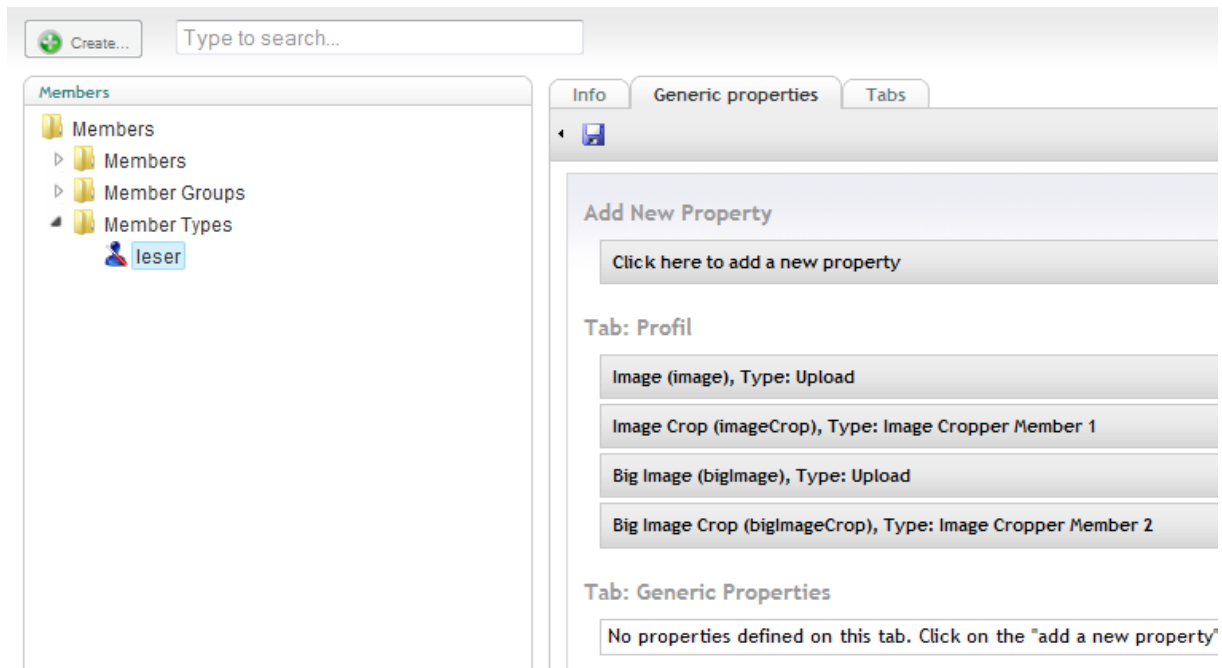 Create...
Type to search...
Members
Members
Members
Member Groups
Member Types
leser
Info
Generic properties
Tabs
Add New Property
Click here to add a new property
Tab: Profil
Image (image), Type: Upload
Image Crop (imageCrop), Type: Image Cropper Member 1
Big Image (bigImage), Type: Upload
Big Image Crop (bigImageCrop), Type: Image Cropper Member 2
Tab: Generic Properties
No properties defined on this tab. Click on the "add a new property"